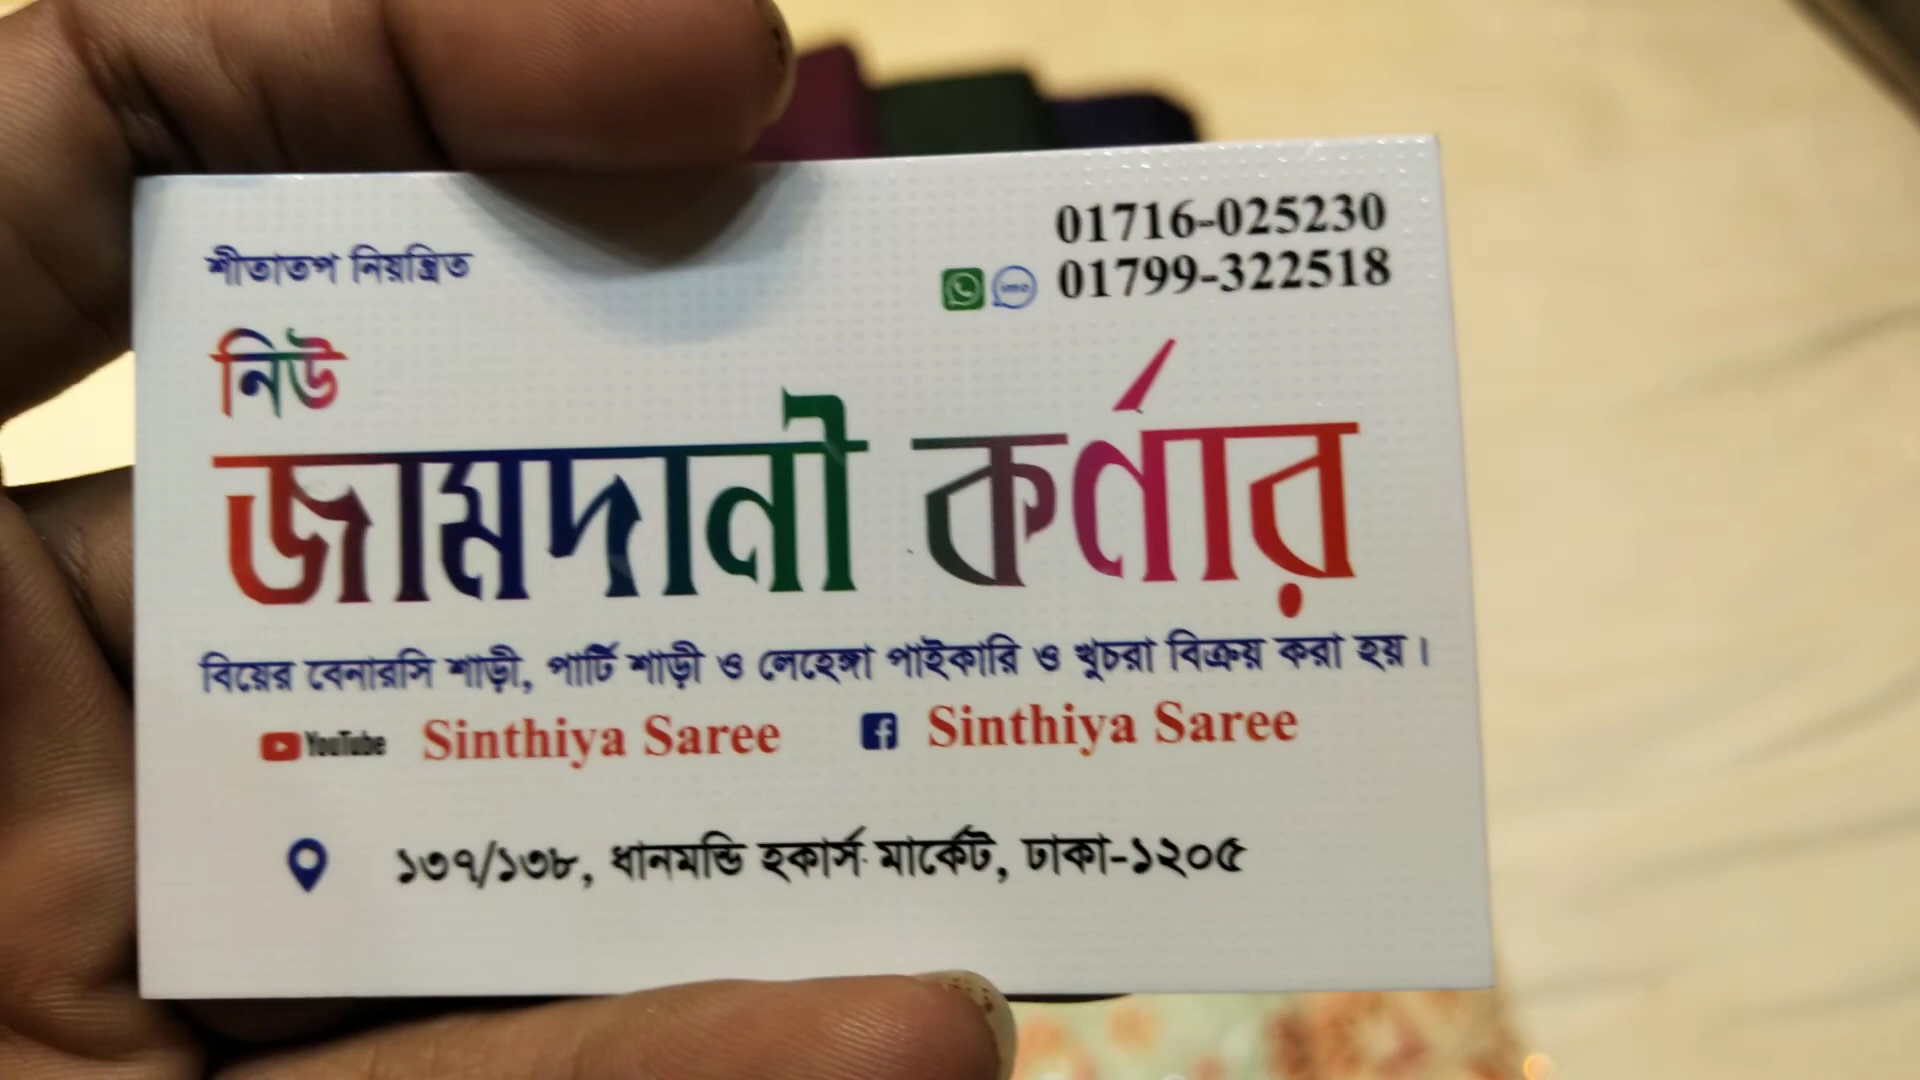 শীতাতপ নিয়ন্ত্রিত
01716-025230
imo 01799-322518
নিউ
জামদানী কর্ণার
বিয়ের বেনারসি শাড়ী, পার্টি শাড়ী ও লেহেঙ্গা পাইকারি ও খুচরা বিক্রয় করা হয়।
YouTube Sinthiya Saree Sinthiya Saree
১৩৭/১৩৮, ধানমন্ডি হকার্স মার্কেট, ঢাকা-১২০৫